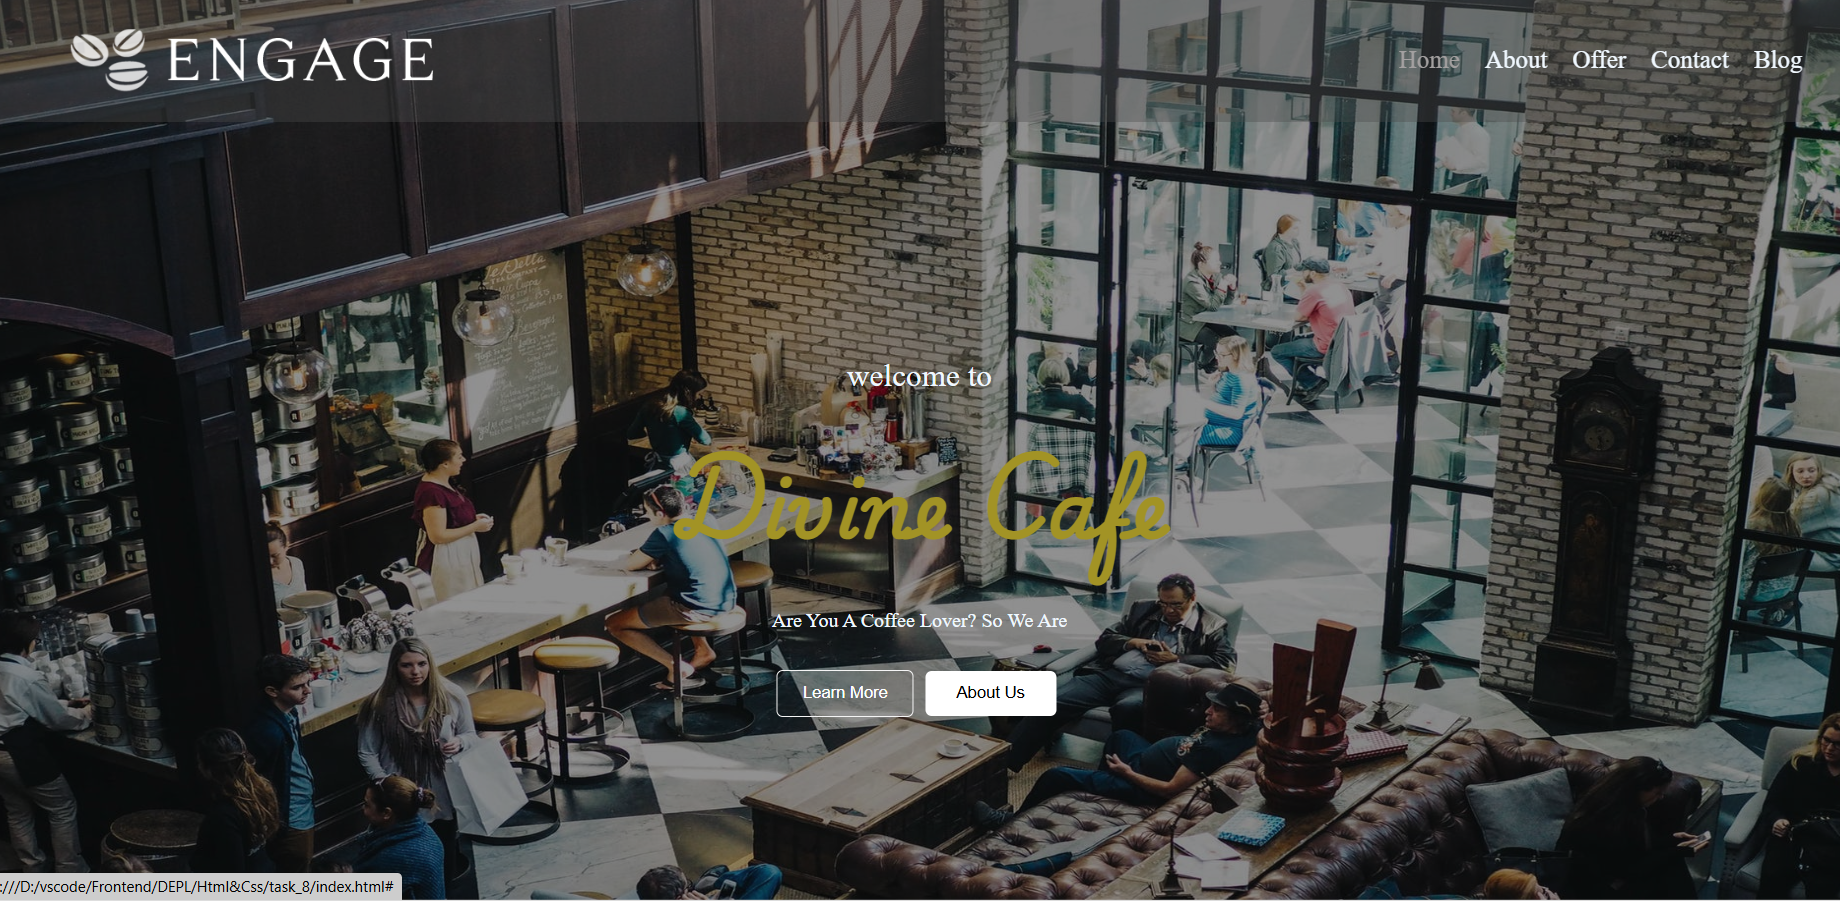 ENGAGE
Home About Offer Contact Blog
welcome to
Divine Cafe
Are You A Coffee Lover? So We Are
Learn More About Us
:///D:/vscode/Frontend/DEPL/Html&Css/task_8/index.html#